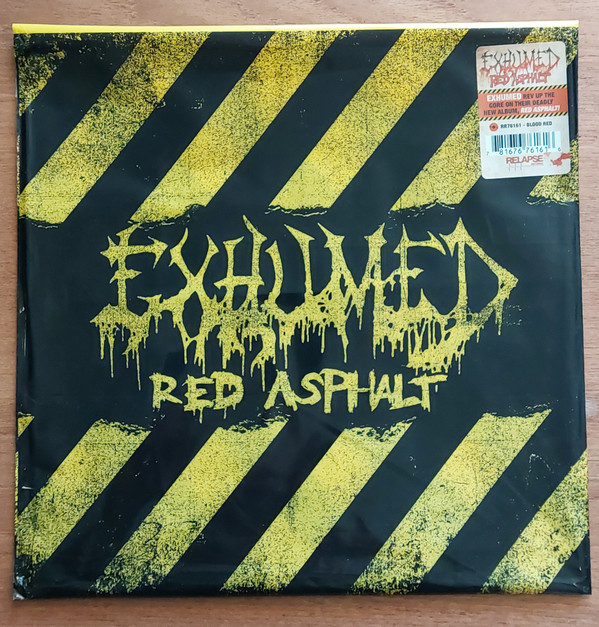 EXHUMED
RED ASPHALT
EXHUMED REV UP THE
GORE ON THEIR DEADLY
NEW ALBUM, RED ASPHALT!
RR76161 - BLOOD RED
RELAPSE
EXHUMED
RED ASPHALT